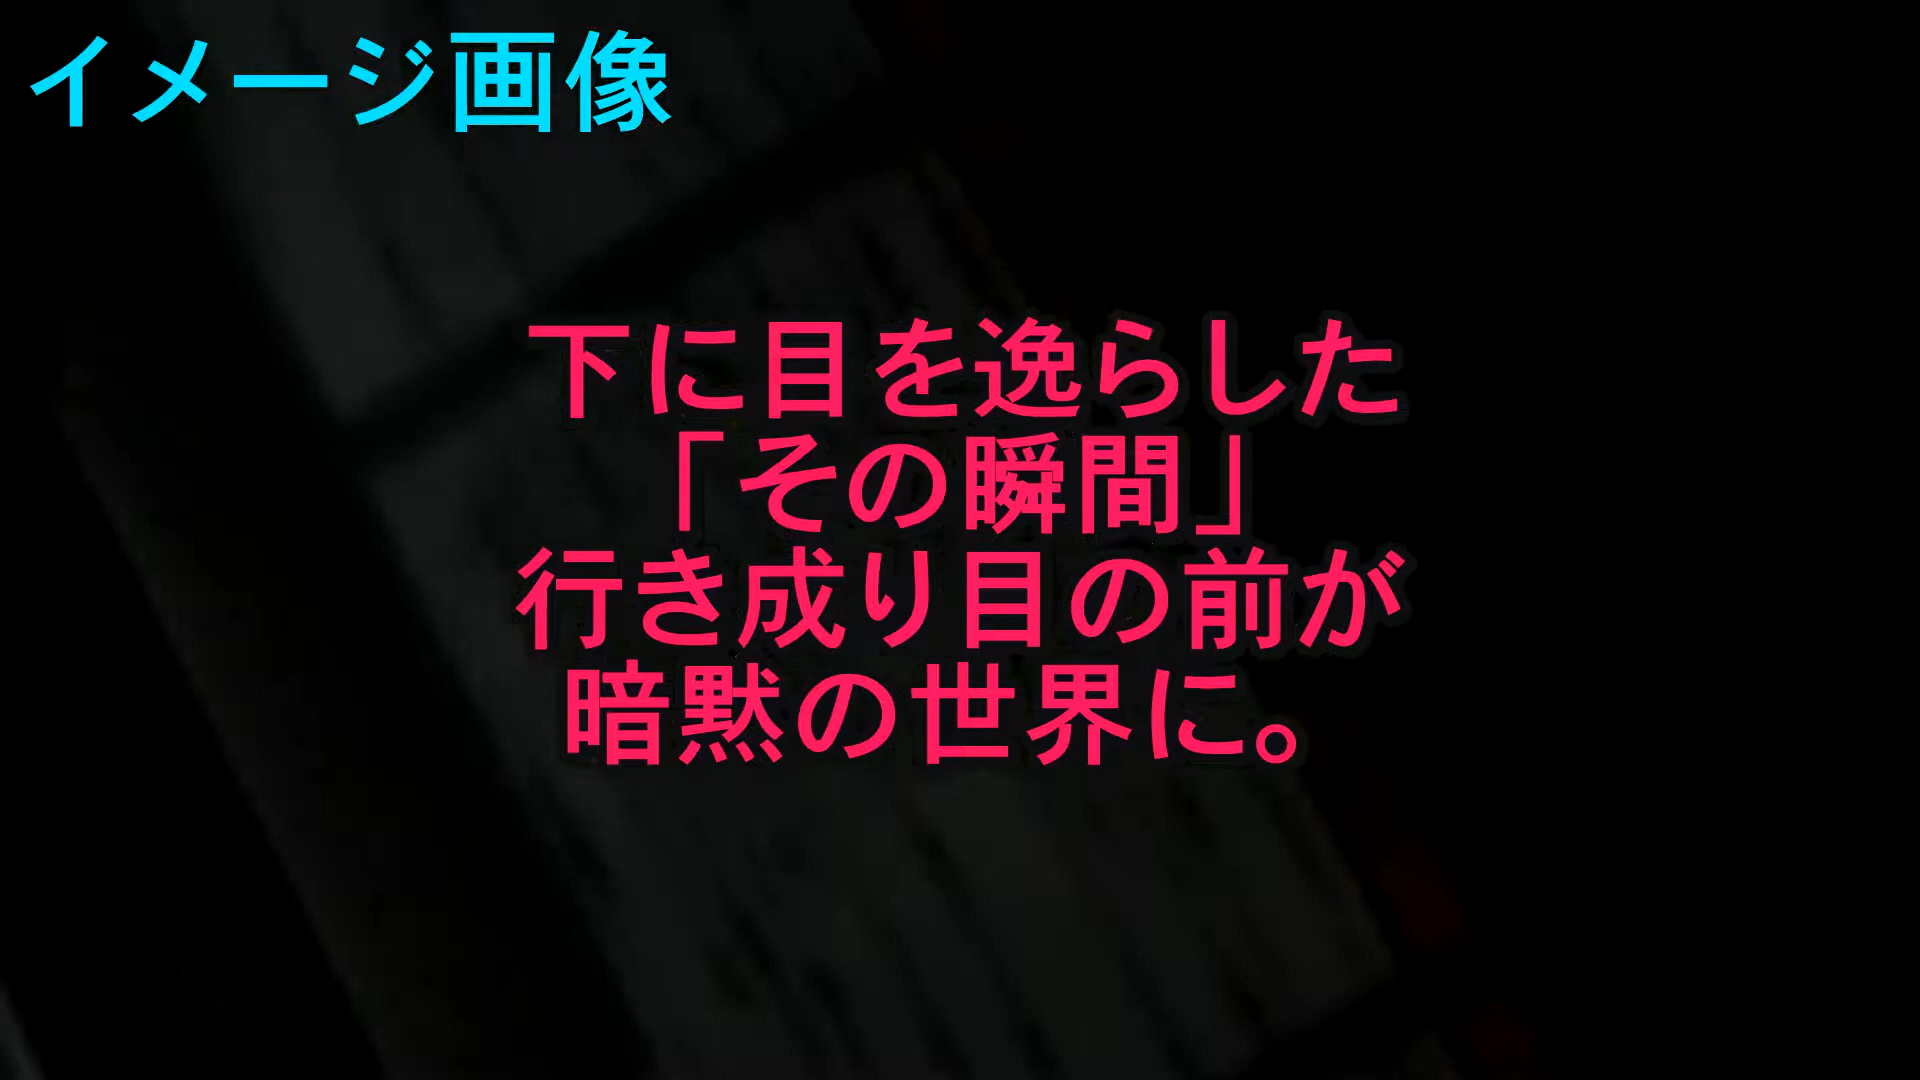 イメージ画像
下に目を逸らした
「その瞬間」
行き成り目の前が
暗黙の世界に。